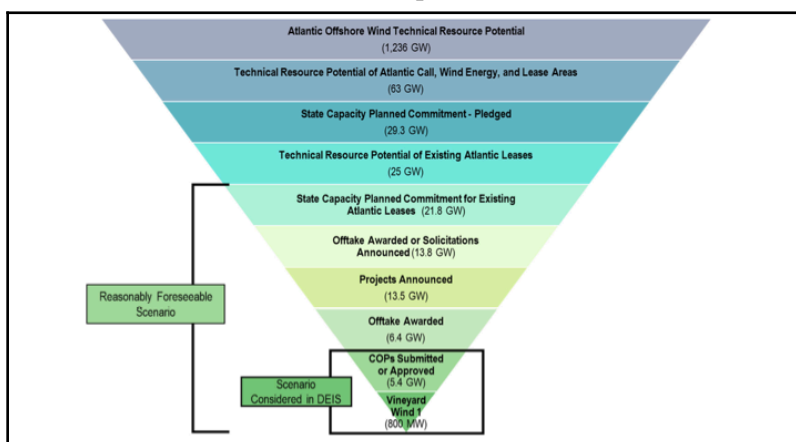 Atlantic Offshore Wind Technical Resource Potential
(1,236 GW)
Technical Resource Potential of Atlantic Call, Wind Energy, and Lease Areas
(63 GW)
State Capacity Planned Commitment - Pledged
(29.3 GW)
Technical Resource Potential of Existing Atlantic Leases
(25 GW)
State Capacity Planned Commitment for Existing
Atlantic Leases (21.8 GW)
Offtake Awarded or Solicitations
Announced (13.8 GW)
Projects Announced
(13.5 GW)
Reasonably Foreseeable
Scenario
Offtake Awarded
(6.4 GW)
COPs Submitted
or Approved
(5.4 GW)
Scenario
Considered in DEIS
Vineyard
Wind 1
(800 MW)